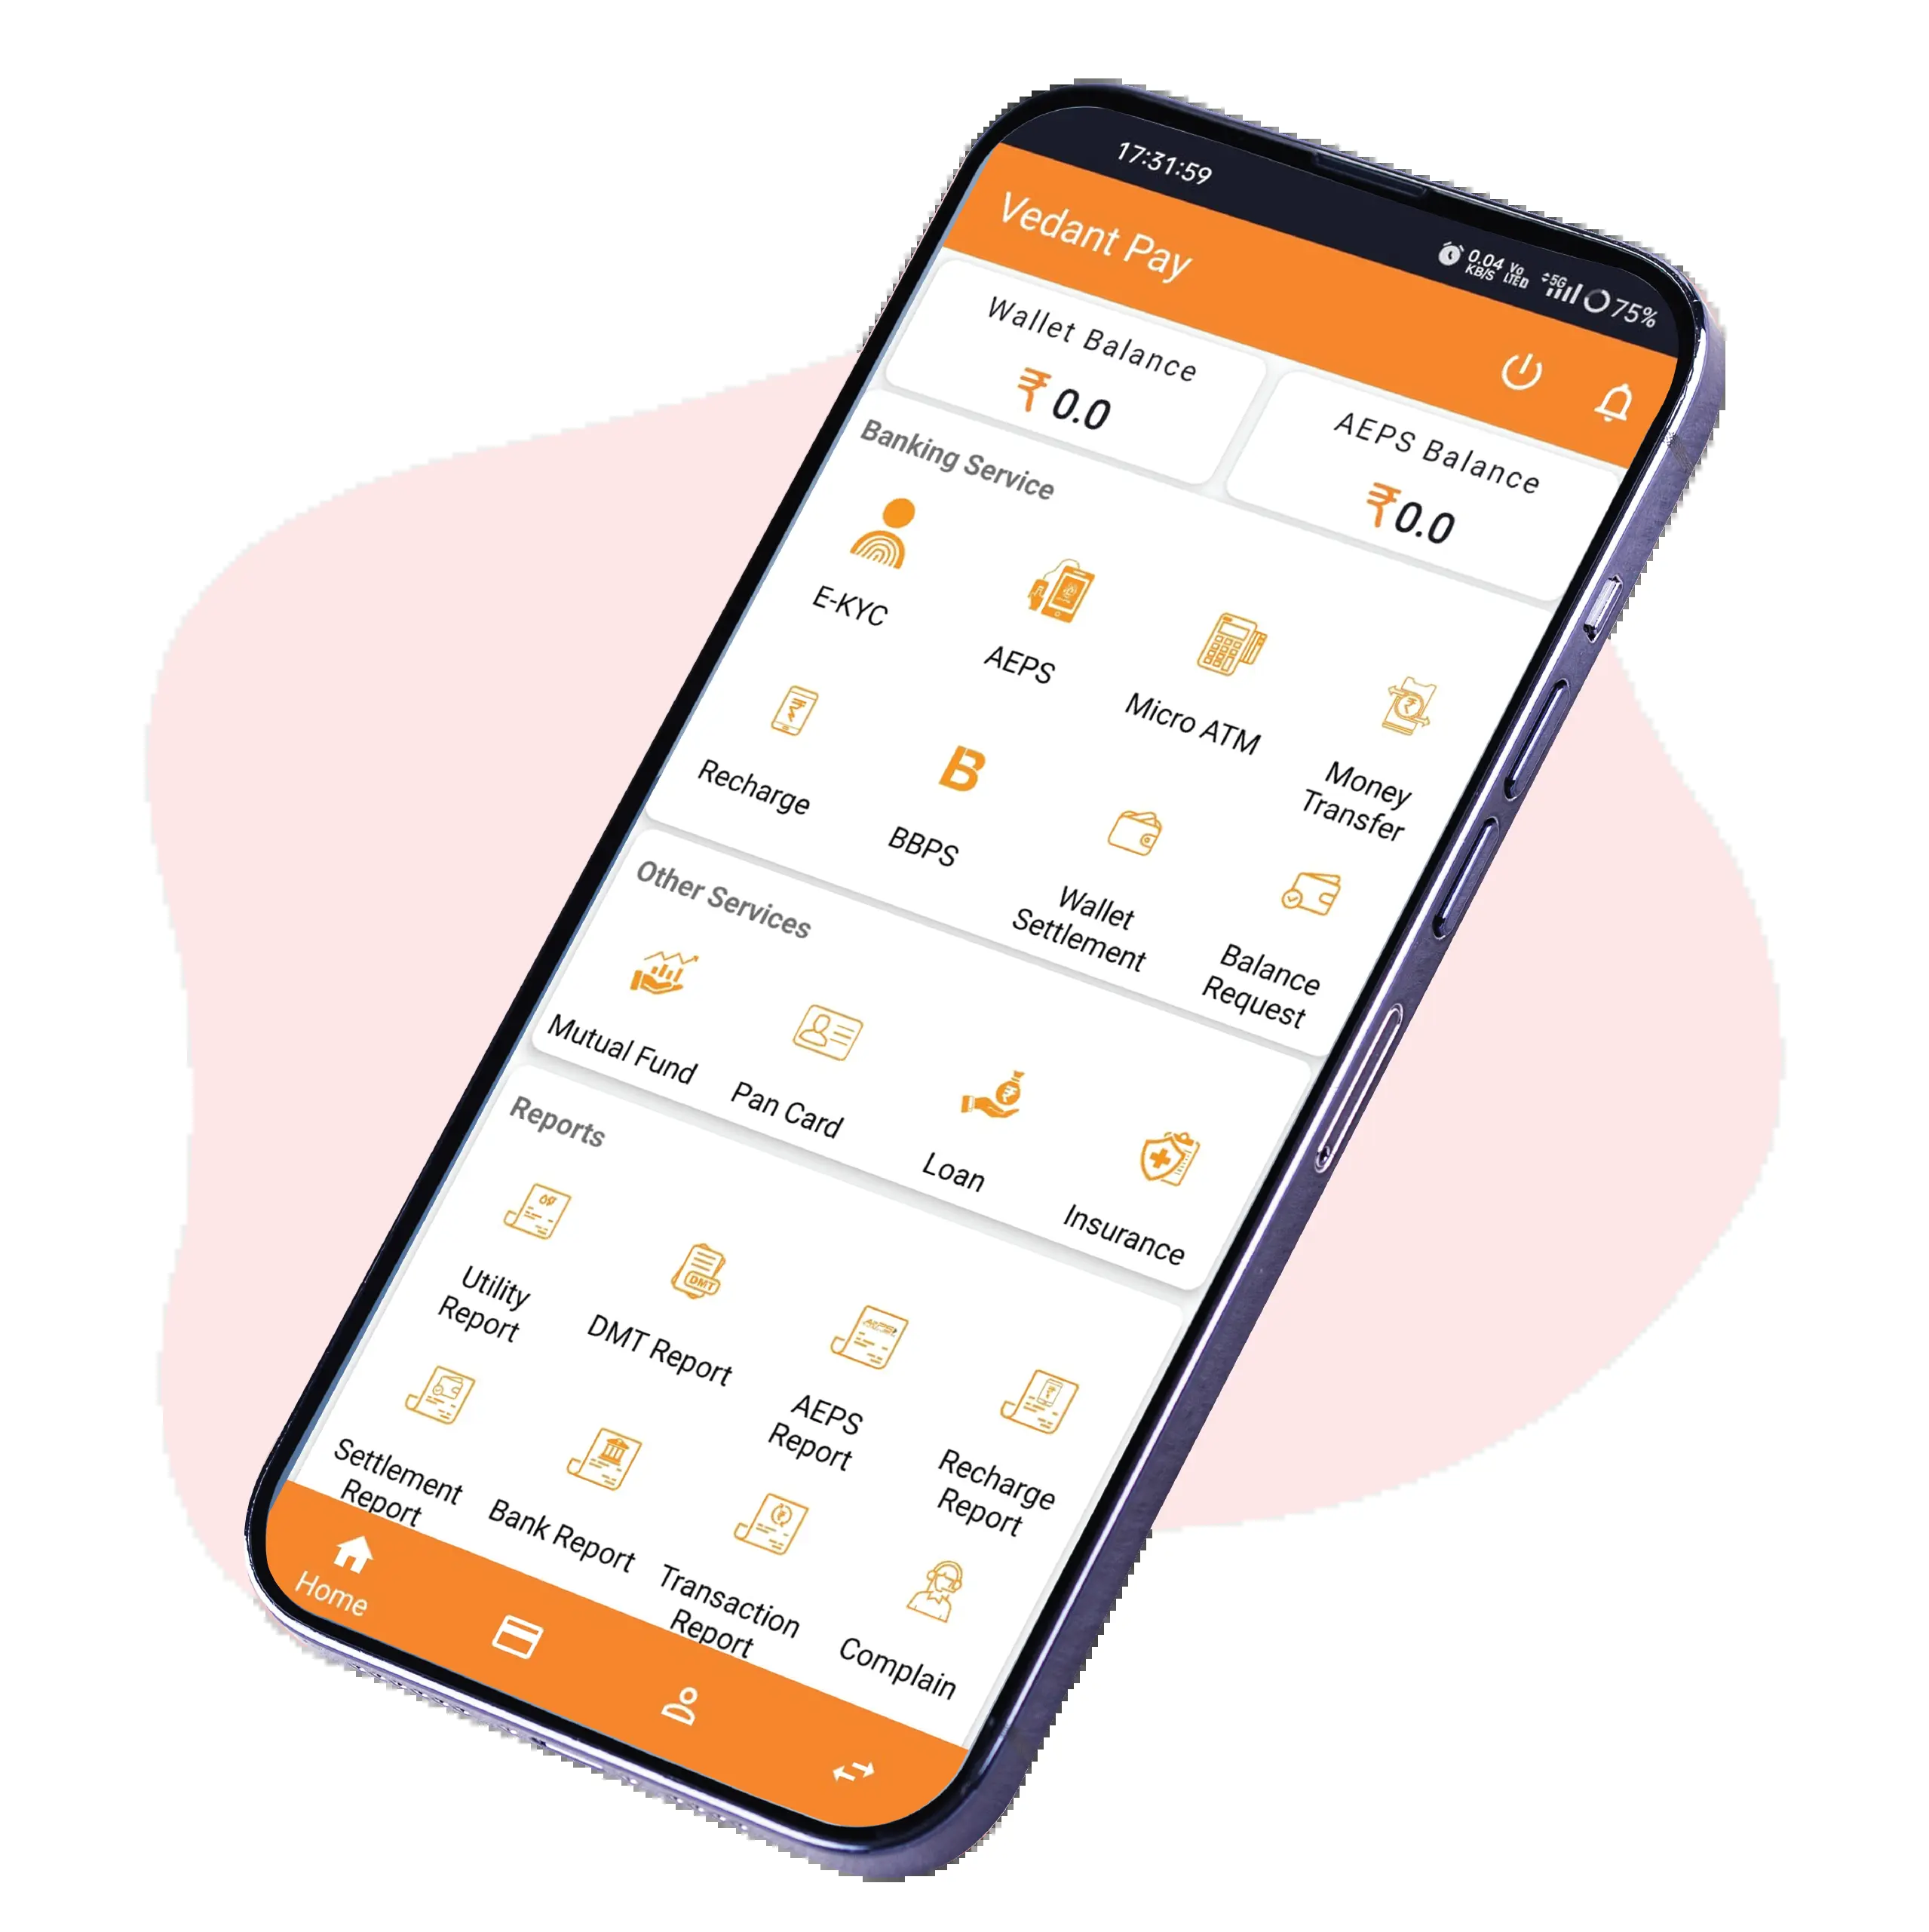 17:31:59
0.04 KB/S
Vo LTE
5G
75%
Vedant Pay
Wallet Balance
₹ 0.0
AEPS Balance
₹0.0
Banking Service
E-KYC
AEPS
Micro ATM
Money
Transfer
Recharge
B
BBPS
Wallet
Settlement
Balance
Request
Other Services
Mutual Fund
Pan Card
Loan
Insurance
Reports
Utility
Report
DMT
DMT Report
AEPS
Report
Recharge
Report
Settlement
Report
Bank Report
Transaction
Report
Complain
Home